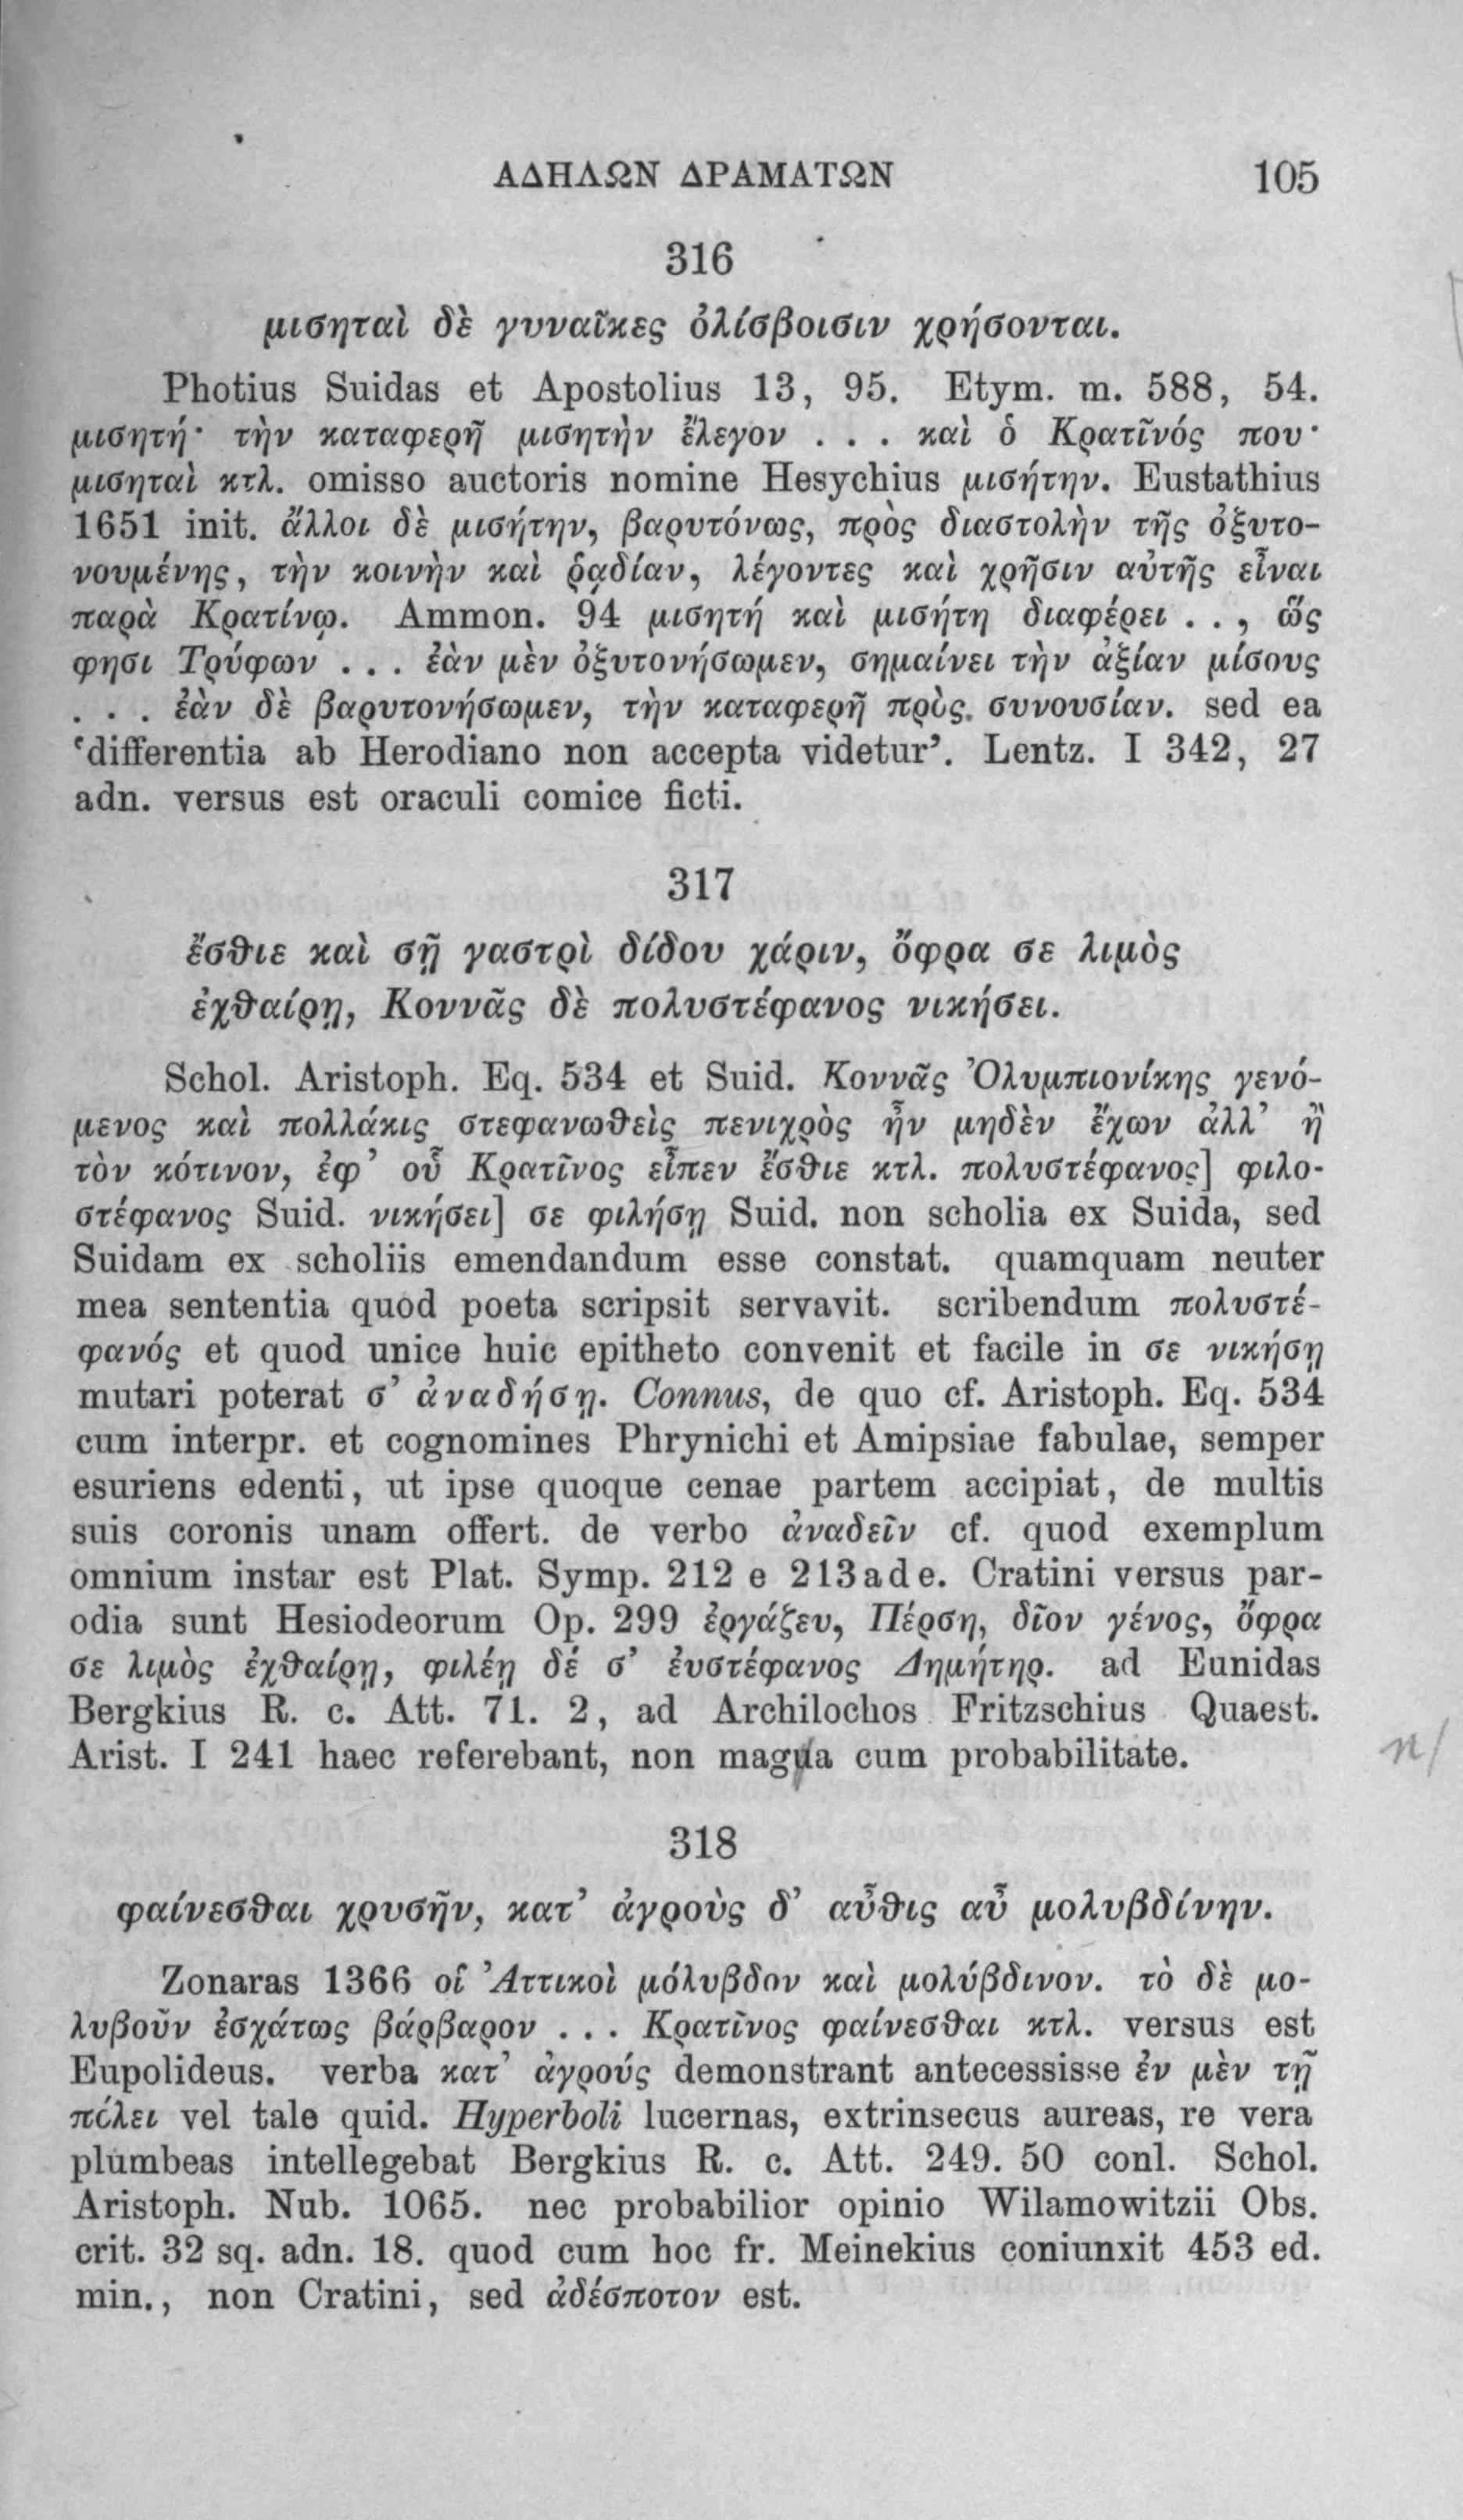 ΑΔΗΛΩΝ ΔΡΑΜΑΤΩΝ 105
316
μισηταὶ δὲ γυναῖκες ὀλίσβοισιν χρήσονται.
Photius Suidas et Apostolius 13, 95. Etym. m. 588, 54.
μισητή· τὴν καταφερῆ μισητὴν ἔλεγον . . . καὶ ὁ Κρατῖνός που·
μισηταὶ κτλ. omisso auctoris nomine Hesychius μισήτην. Eustathius
1651 init. ἄλλοι δὲ μισήτην, βαρυτόνως, πρὸς διαστολὴν τῆς ὀξυτο-
νουμένης, τὴν κοινὴν καὶ ῥᾳδίαν, λέγοντες καὶ χρῆσιν αὐτῆς εἶναι
παρὰ Κρατίνῳ. Ammon. 94 μισητή καὶ μισήτη διαφέρει . . , ὥς
φησι Τρύφων . . . ἐὰν μὲν ὀξυτονήσωμεν, σημαίνει τὴν ἀξίαν μίσους
. . . ἐὰν δὲ βαρυτονήσωμεν, τὴν καταφερῆ πρὸς συνουσίαν. sed ea
‘differentia ab Herodiano non accepta videtur’. Lentz. I 342, 27
adn. versus est oraculi comice ficti.
317
ἔσθιε καὶ σῇ γαστρὶ δίδου χάριν, ὄφρα σε λιμὸς
ἐχθαίρῃ, Κοννᾶς δὲ πολυστέφανος νικήσει.
Schol. Aristoph. Eq. 534 et Suid. Κοννᾶς Ὀλυμπιονίκης γενό-
μενος καὶ πολλάκις στεφανωθεὶς πενιχρὸς ἦν μηδὲν ἔχων ἀλλ’ ἢ
τὸν κότινον, ἐφ’ οὗ Κρατῖνος εἶπεν ἔσθιε κτλ. πολυστέφανος] φιλο-
στέφανος Suid. νικήσει] σε φιλήσῃ Suid. non scholia ex Suida, sed
Suidam ex scholiis emendandum esse constat. quamquam neuter
mea sententia quod poeta scripsit servavit. scribendum πολυστέ-
φανός et quod unice huic epitheto convenit et facile in σε νικήσῃ
mutari poterat σ’ ἀναδήσῃ. Connus, de quo cf. Aristoph. Eq. 534
cum interpr. et cognomines Phrynichi et Amipsiae fabulae, semper
esuriens edenti, ut ipse quoque cenae partem accipiat, de multis
suis coronis unam offert. de verbo ἀναδεῖν cf. quod exemplum
omnium instar est Plat. Symp. 212 e 213 a d e. Cratini versus par-
odia sunt Hesiodeorum Op. 299 ἐργάζευ, Πέρση, δῖον γένος, ὄφρα
σε λιμὸς ἐχθαίρῃ, φιλέῃ δέ σ’ ἐυστέφανος Δημήτηρ. ad Eunidas
Bergkius R. c. Att. 71. 2, ad Archilochos Fritzschius Quaest.
Arist. I 241 haec referebant, non magna cum probabilitate. n/
318
φαίνεσθαι χρυσῆν, κατ’ ἀγροὺς δ’ αὖθις αὖ μολυβδίνην.
Zonaras 1366 οἱ Ἀττικοὶ μόλυβδον καὶ μολύβδινον. τὸ δὲ μο-
λυβοῦν ἐσχάτως βάρβαρον . . . Κρατῖνος φαίνεσθαι κτλ. versus est
Eupolideus. verba κατ’ ἀγρούς demonstrant antecessisse ἐν μὲν τῇ
πόλει vel tale quid. Hyperboli lucernas, extrinsecus aureas, re vera
plumbeas intellegebat Bergkius R. c. Att. 249. 50 conl. Schol.
Aristoph. Nub. 1065. nec probabilior opinio Wilamowitzii Obs.
crit. 32 sq. adn. 18. quod cum hoc fr. Meinekius coniunxit 453 ed.
min., non Cratini, sed ἀδέσποτον est.